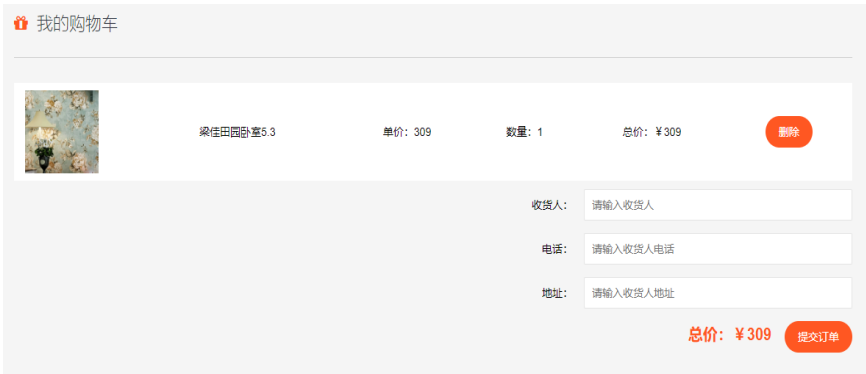 我的购物车
梁佳田园卧室5.3 单价：309 数量：1 总价：￥309 删除
收货人： 请输入收货人
电话： 请输入收货人电话
地址： 请输入收货人地址
总价：￥309 提交订单